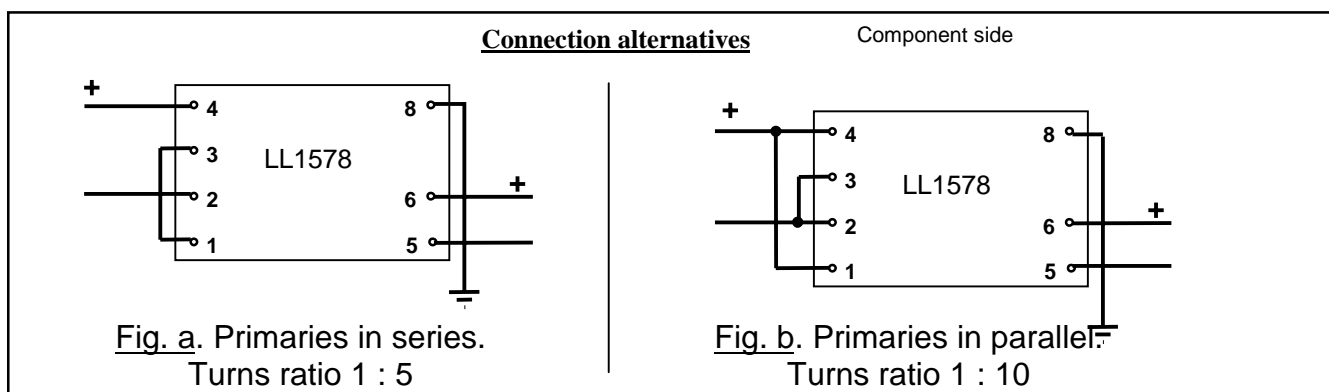 Connection alternatives Component side
+ 4 8
3 LL1578
2 6 +
1 5
Fig. a. Primaries in series.
Turns ratio 1 : 5
+ 4 8
3 LL1578
2 6 +
1 5
Fig. b. Primaries in parallel.
Turns ratio 1 : 10